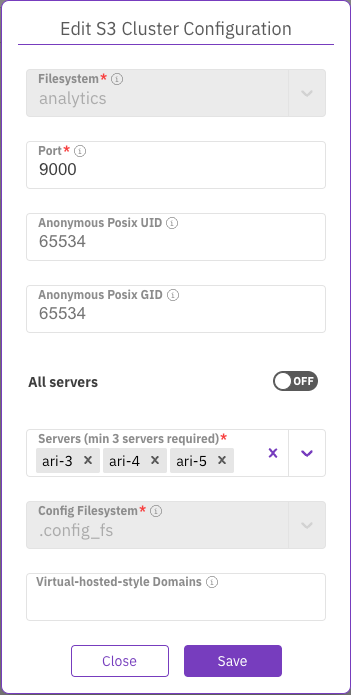 Edit S3 Cluster Configuration
Filesystem*
analytics
Port*
9000
Anonymous Posix UID
65534
Anonymous Posix GID
65534
All servers OFF
Servers (min 3 servers required)*
ari-3 ari-4 ari-5
Config Filesystem*
.config_fs
Virtual-hosted-style Domains
Close Save